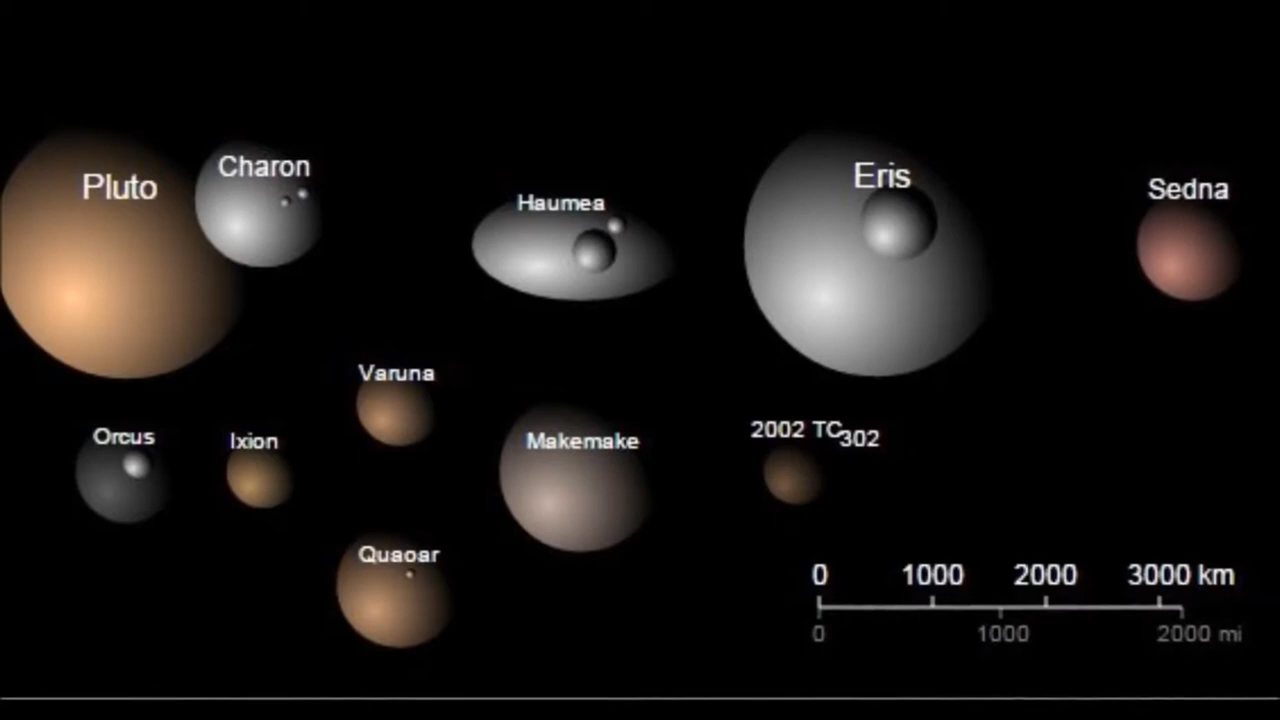 Pluto
Charon
Haumea
Eris
Sedna
Varuna
Orcus
Ixion
Makemake
2002 TC302
Quaoar
0 1000 2000 3000 km
0 1000 2000 mi